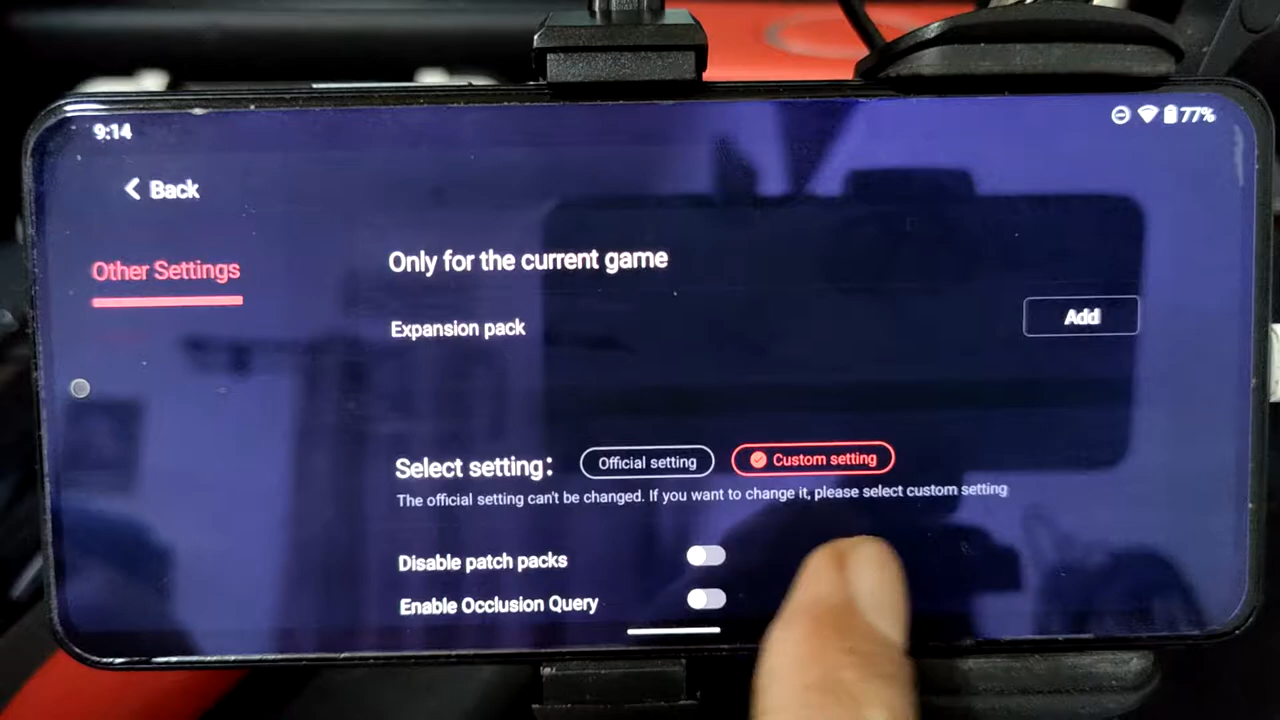 9:14
77%
Back
Other Settings
Only for the current game
Expansion pack
Add
Select setting:
Official setting
Custom setting
The official setting can't be changed. If you want to change it, please select custom setting
Disable patch packs
Enable Occlusion Query